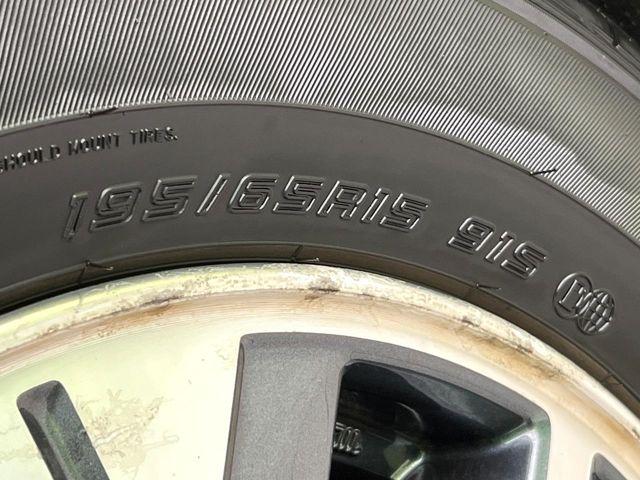 SHOULD MOUNT TIRES.
195/65R15 91S